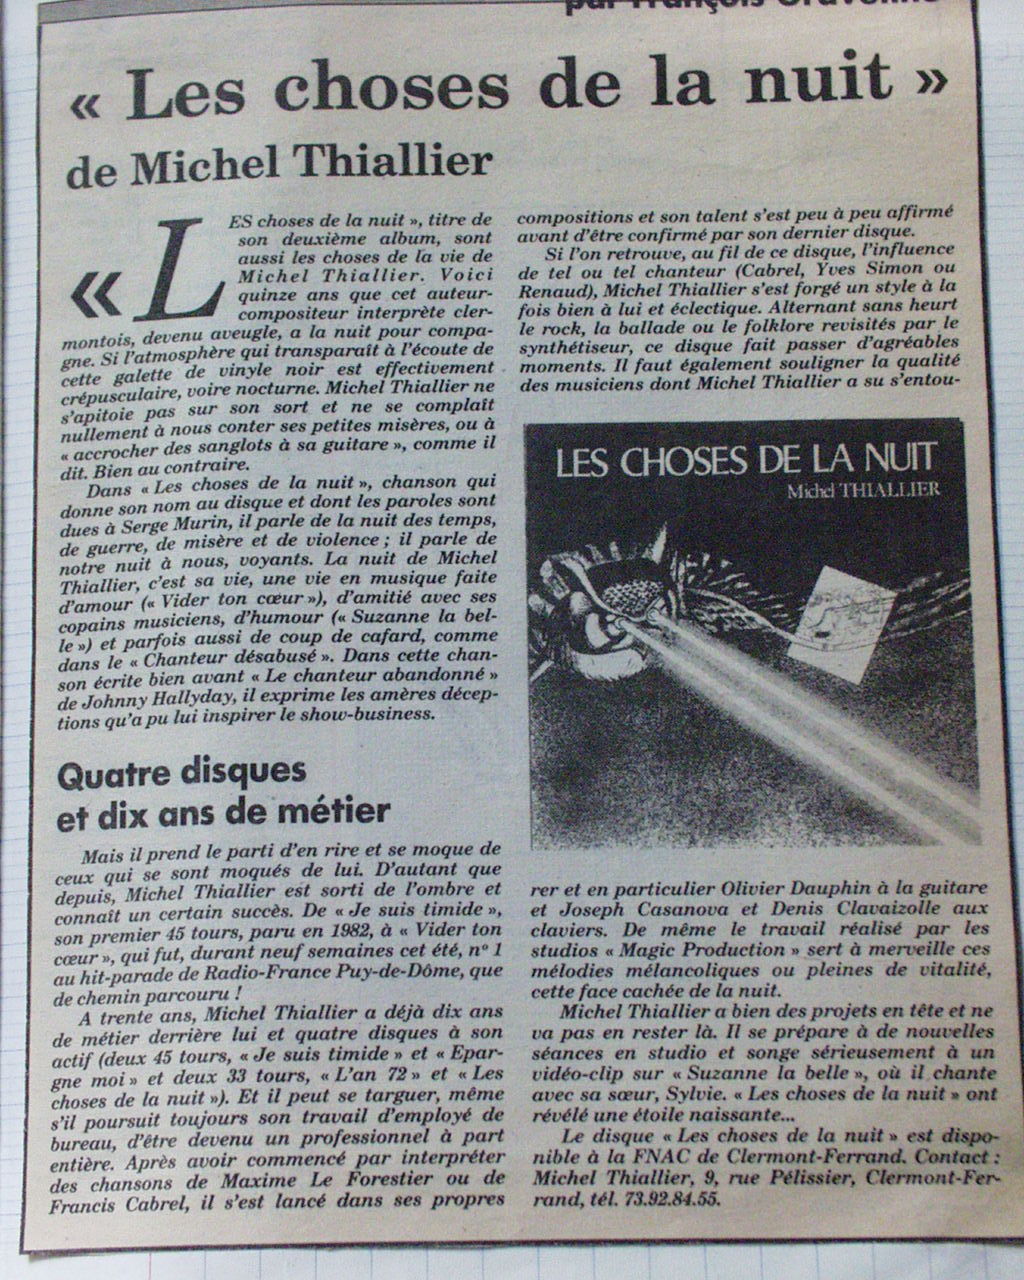 par François Graveline
« Les choses de la nuit »
de Michel Thiallier
« LES choses de la nuit », titre de
son deuxième album, sont
aussi les choses de la vie de
Michel Thiallier. Voici
quinze ans que cet auteur-
compositeur interprète cler-
montois, devenu aveugle, a la nuit pour compa-
gne. Si l'atmosphère qui transparaît à l'écoute de
cette galette de vinyle noir est effectivement
crépusculaire, voire nocturne. Michel Thiallier ne
s'apitoie pas sur son sort et ne se complaît
nullement à nous conter ses petites misères, ou à
« accrocher des sanglots à sa guitare », comme il
dit. Bien au contraire.
Dans « Les choses de la nuit », chanson qui
donne son nom au disque et dont les paroles sont
dues à Serge Murin, il parle de la nuit des temps,
de guerre, de misère et de violence ; il parle de
notre nuit à nous, voyants. La nuit de Michel
Thiallier, c'est sa vie, une vie en musique faite
d'amour (« Vider ton cœur »), d'amitié avec ses
copains musiciens, d'humour (« Suzanne la bel-
le ») et parfois aussi de coup de cafard, comme
dans le « Chanteur désabusé ». Dans cette chan-
son écrite bien avant « Le chanteur abandonné »
de Johnny Hallyday, il exprime les amères décep-
tions qu'a pu lui inspirer le show-business.
Quatre disques
et dix ans de métier
Mais il prend le parti d'en rire et se moque de
ceux qui se sont moqués de lui. D'autant que
depuis, Michel Thiallier est sorti de l'ombre et
connaît un certain succès. De « Je suis timide »,
son premier 45 tours, paru en 1982, à « Vider ton
cœur », qui fut, durant neuf semaines cet été, n° 1
au hit-parade de Radio-France Puy-de-Dôme, que
de chemin parcouru !
A trente ans, Michel Thiallier a déjà dix ans
de métier derrière lui et quatre disques à son
actif (deux 45 tours, « Je suis timide » et « Epar-
gne moi » et deux 33 tours, « L'an 72 » et « Les
choses de la nuit »). Et il peut se targuer, même
s'il poursuit toujours son travail d'employé de
bureau, d'être devenu un professionnel à part
entière. Après avoir commencé par interpréter
des chansons de Maxime Le Forestier ou de
Francis Cabrel, il s'est lancé dans ses propres
compositions et son talent s'est peu à peu affirmé
avant d'être confirmé par son dernier disque.
Si l'on retrouve, au fil de ce disque, l'influence
de tel ou tel chanteur (Cabrel, Yves Simon ou
Renaud), Michel Thiallier s'est forgé un style à la
fois bien à lui et éclectique. Alternant sans heurt
le rock, la ballade ou le folklore revisités par le
synthétiseur, ce disque fait passer d'agréables
moments. Il faut également souligner la qualité
des musiciens dont Michel Thiallier a su s'entou-
LES CHOSES DE LA NUIT
Michel THIALLIER
rer et en particulier Olivier Dauphin à la guitare
et Joseph Casanova et Denis Clavaizolle aux
claviers. De même le travail réalisé par les
studios « Magic Production » sert à merveille ces
mélodies mélancoliques ou pleines de vitalité,
cette face cachée de la nuit.
Michel Thiallier a bien des projets en tête et ne
va pas en rester là. Il se prépare à de nouvelles
séances en studio et songe sérieusement à un
vidéo-clip sur « Suzanne la belle », où il chante
avec sa sœur, Sylvie. « Les choses de la nuit » ont
révélé une étoile naissante...
Le disque « Les choses de la nuit » est dispo-
nible à la FNAC de Clermont-Ferrand. Contact :
Michel Thiallier, 9, rue Pélissier, Clermont-Fer-
rand, tél. 73.92.84.55.